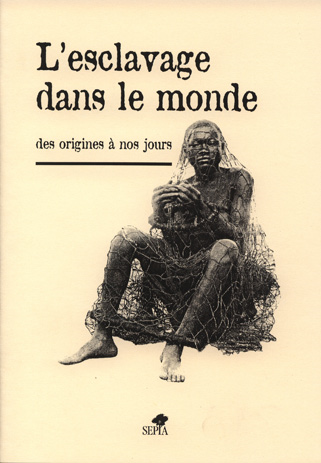 L'esclavage
dans le monde
des origines à nos jours
SEPIA